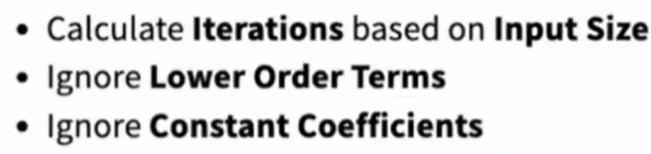 • Calculate Iterations based on Input Size
• Ignore Lower Order Terms
• Ignore Constant Coefficients